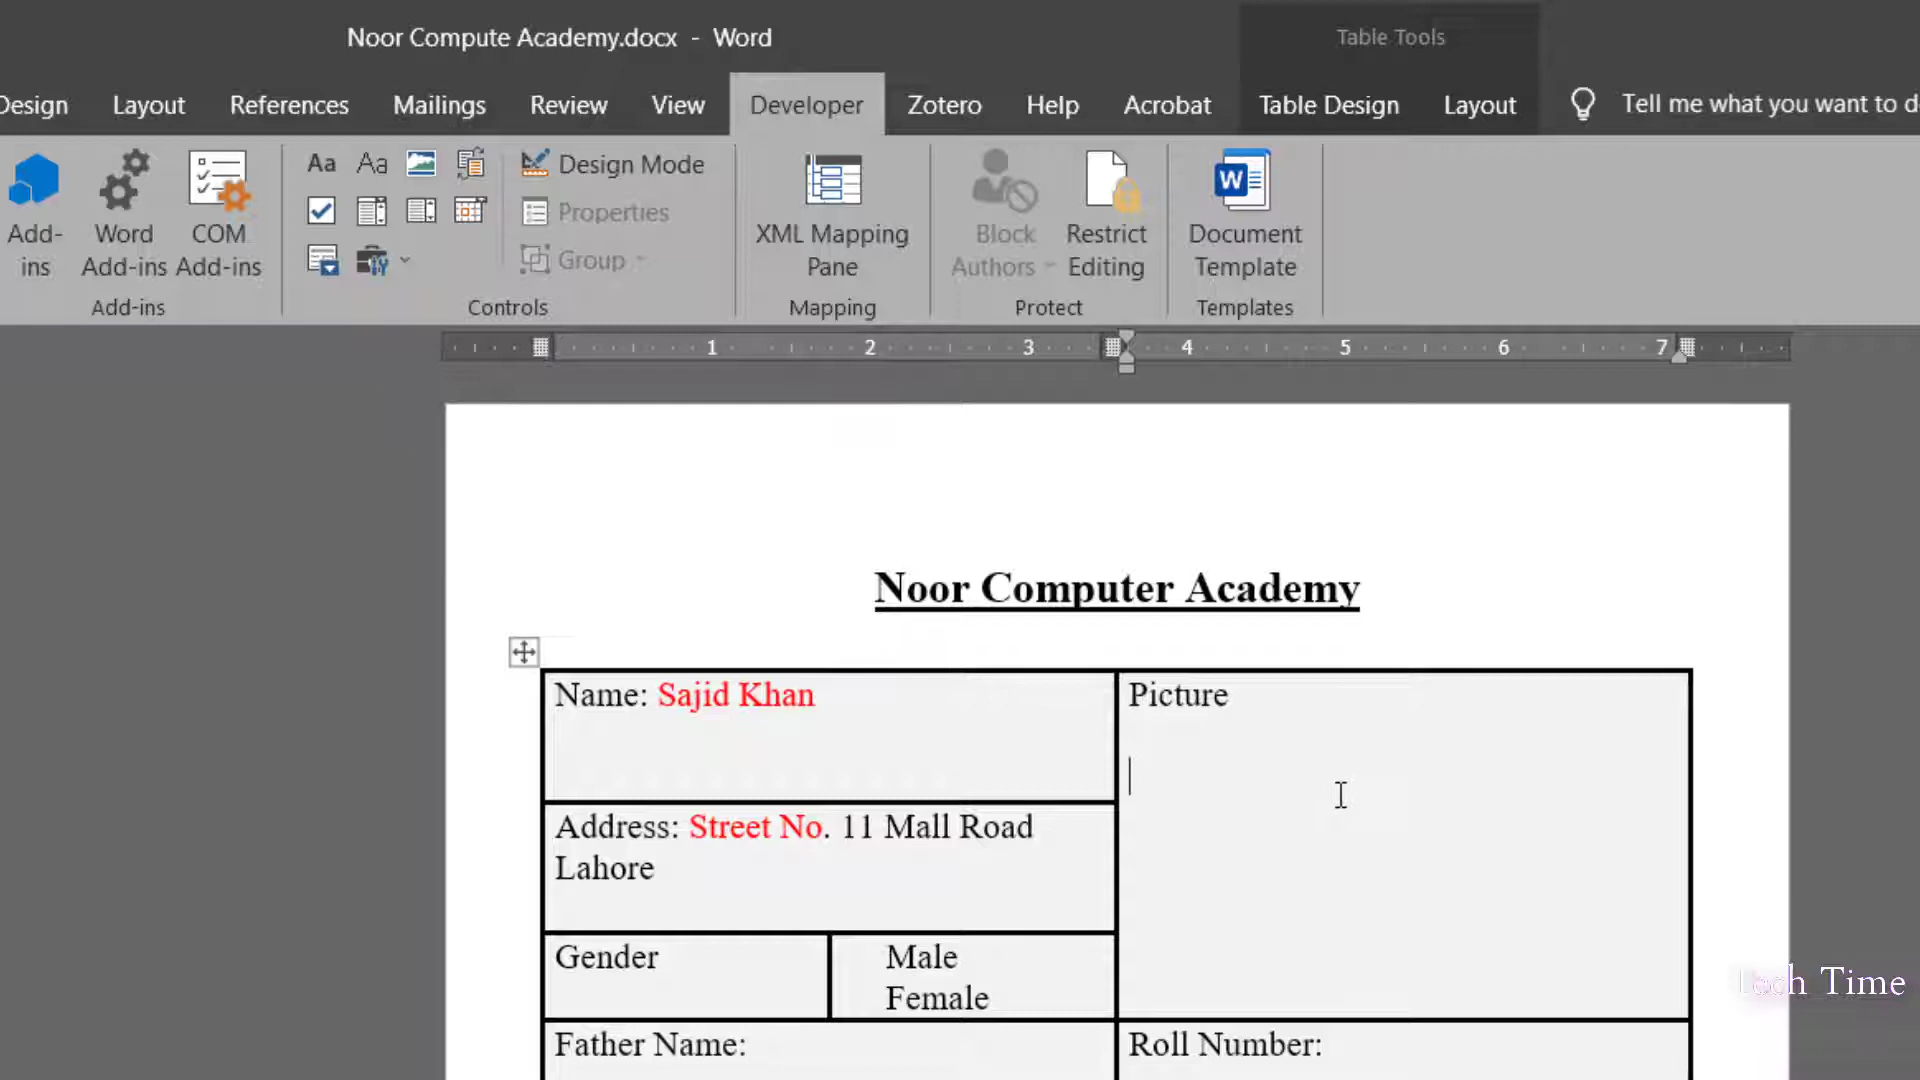 Noor Compute Academy.docx - Word
Table Tools
Design Layout References Mailings Review View Developer Zotero Help Acrobat Table Design Layout Tell me what you want to d
Add-ins
Word Add-ins
COM Add-ins
Add-ins
Aa Aa
Design Mode
Properties
Group
Controls
XML Mapping Pane
Mapping
Block Authors
Restrict Editing
Protect
Document Template
Templates
1 2 3 4 5 6 7
Noor Computer Academy
Name: Sajid Khan
Picture
Address: Street No. 11 Mall Road
Lahore
Gender
Male
Female
Father Name:
Roll Number:
Tech Time